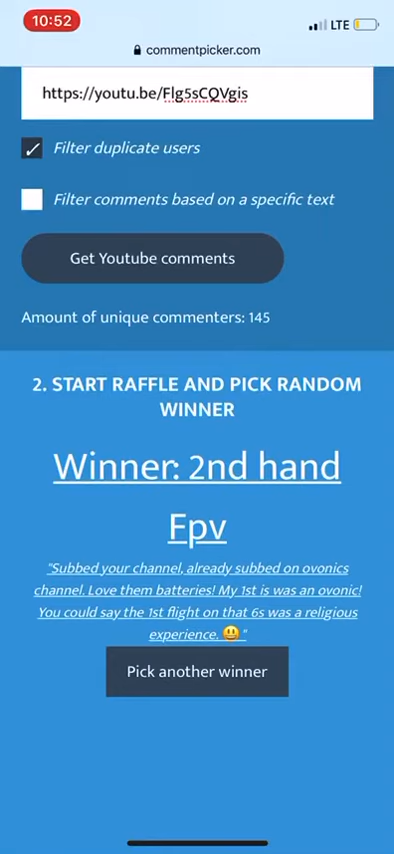 10:52
LTE
commentpicker.com
https://youtu.be/Flg5sCQVgis
Filter duplicate users
Filter comments based on a specific text
Get Youtube comments
Amount of unique commenters: 145
2. START RAFFLE AND PICK RANDOM
WINNER
Winner: 2nd hand
Fpv
"Subbed your channel, already subbed on ovonics
channel. Love them batteries! My 1st is was an ovonic!
You could say the 1st flight on that 6s was a religious
experience. 😃 "
Pick another winner